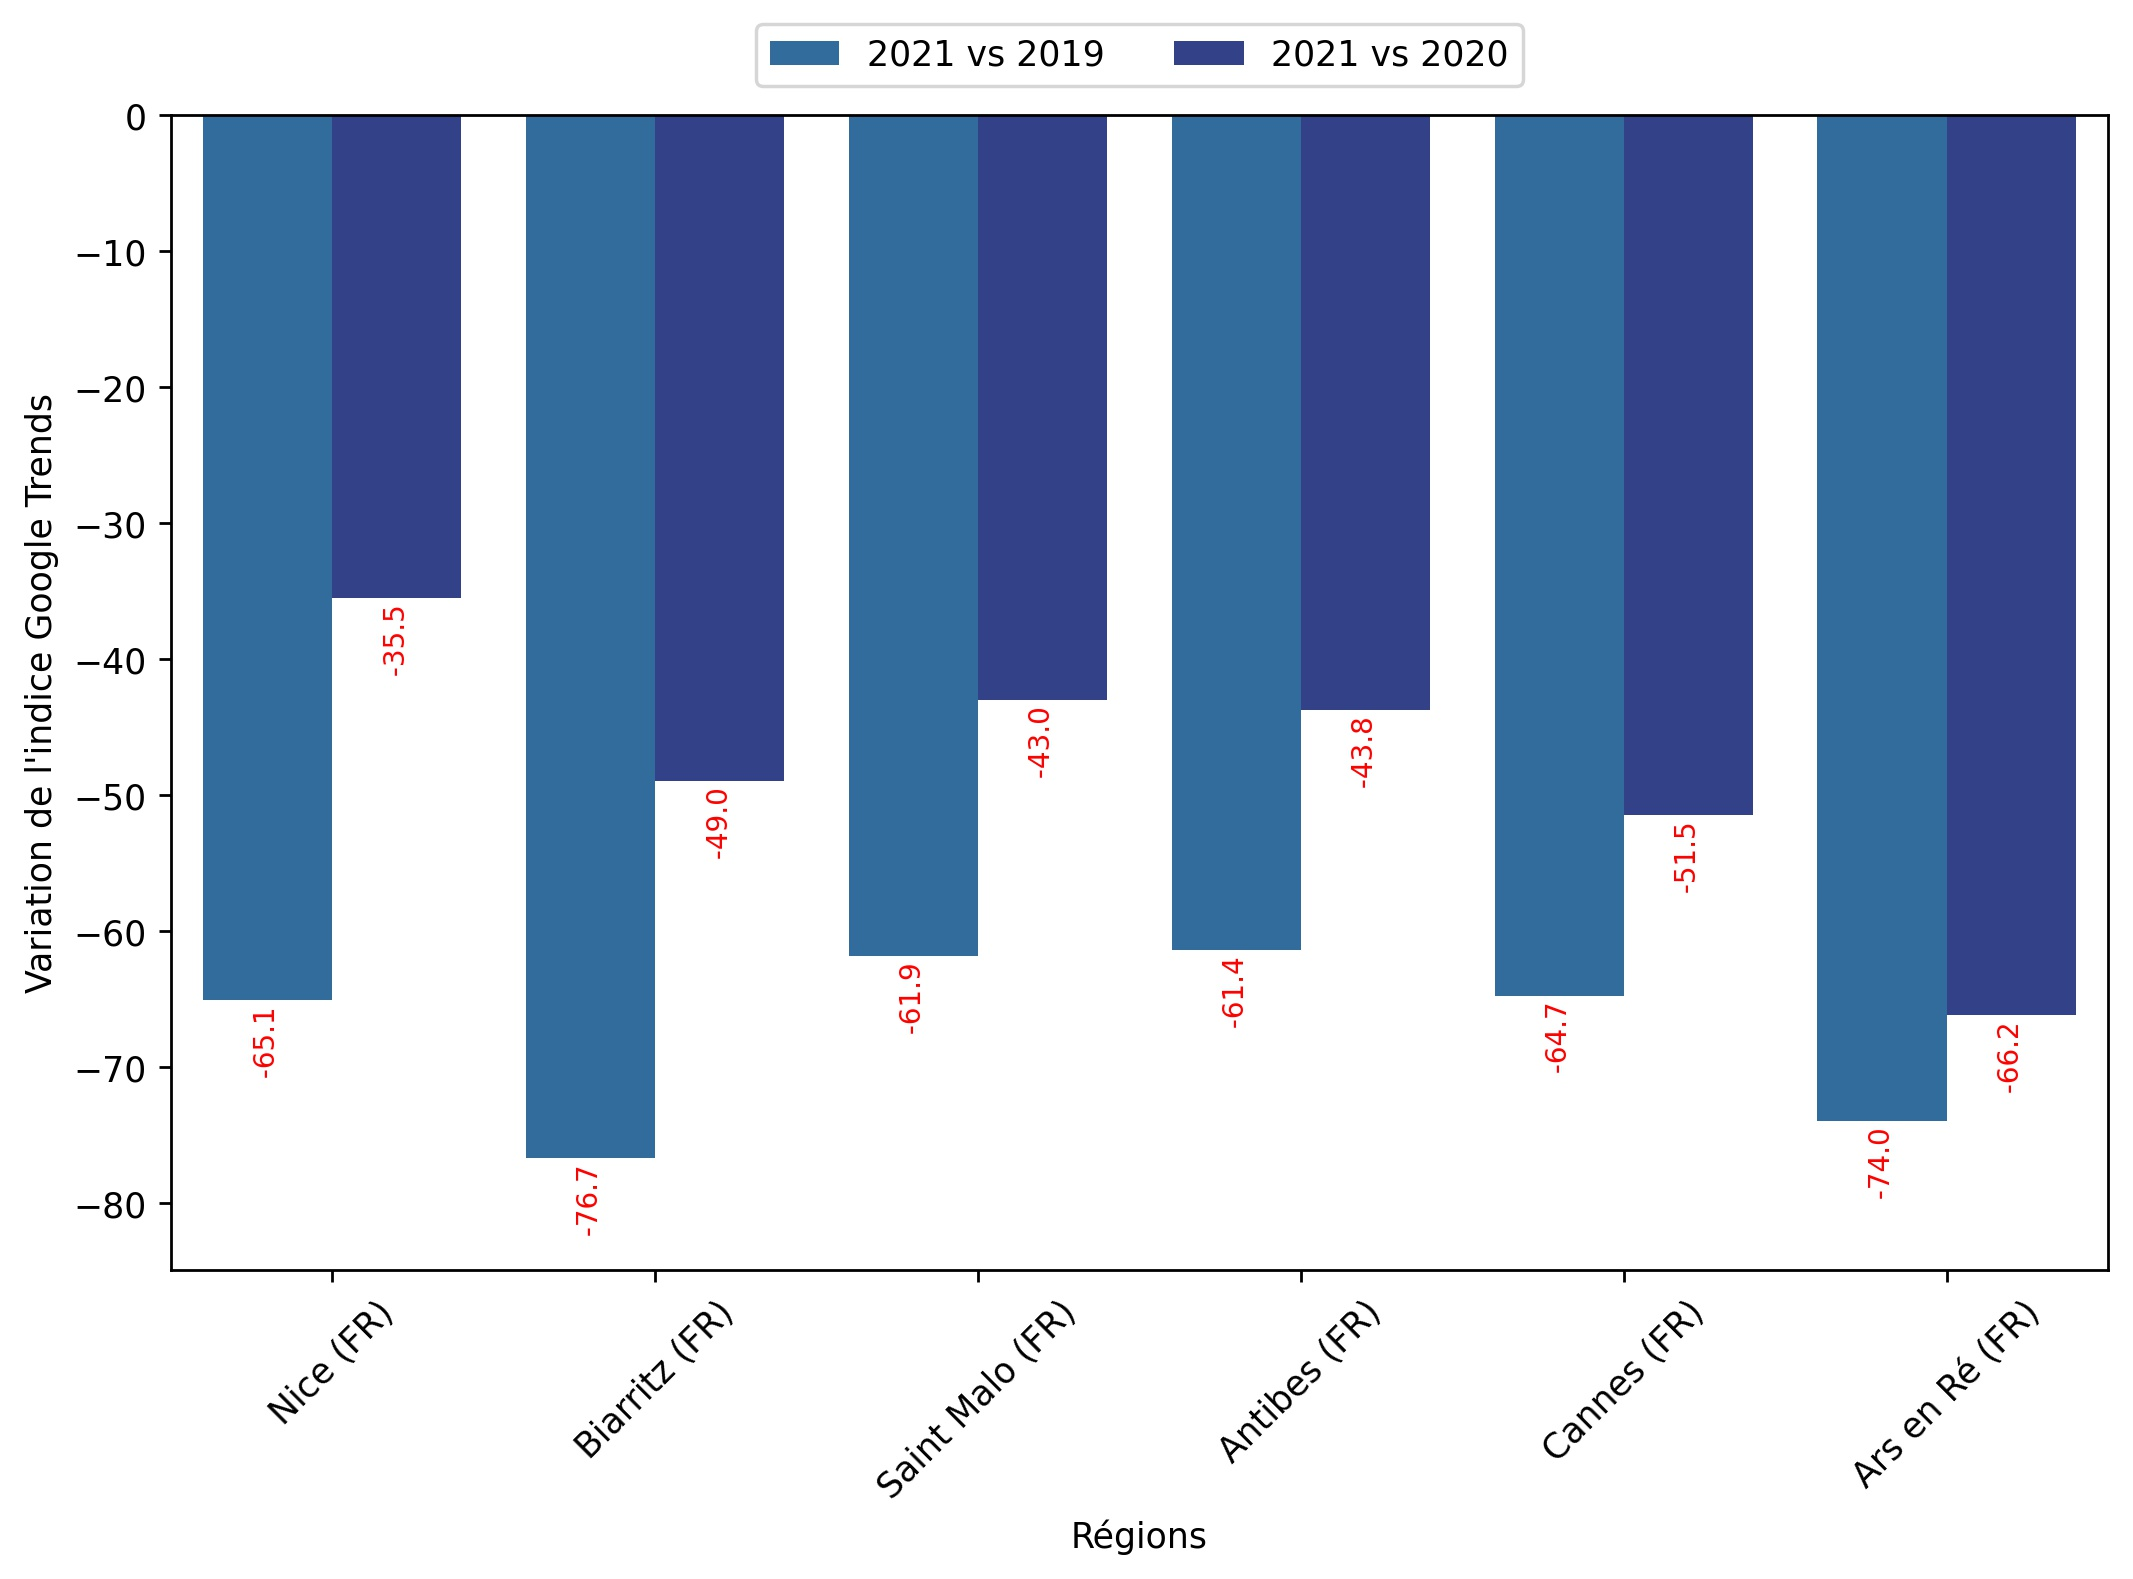 2021 vs 2019
2021 vs 2020
0
−10
−20
−30
−40
−50
−60
−70
−80
Variation de l'indice Google Trends
-65.1
-35.5
-76.7
-49.0
-61.9
-43.0
-61.4
-43.8
-64.7
-51.5
-74.0
-66.2
Nice (FR)
Biarritz (FR)
Saint Malo (FR)
Antibes (FR)
Cannes (FR)
Ars en Ré (FR)
Régions